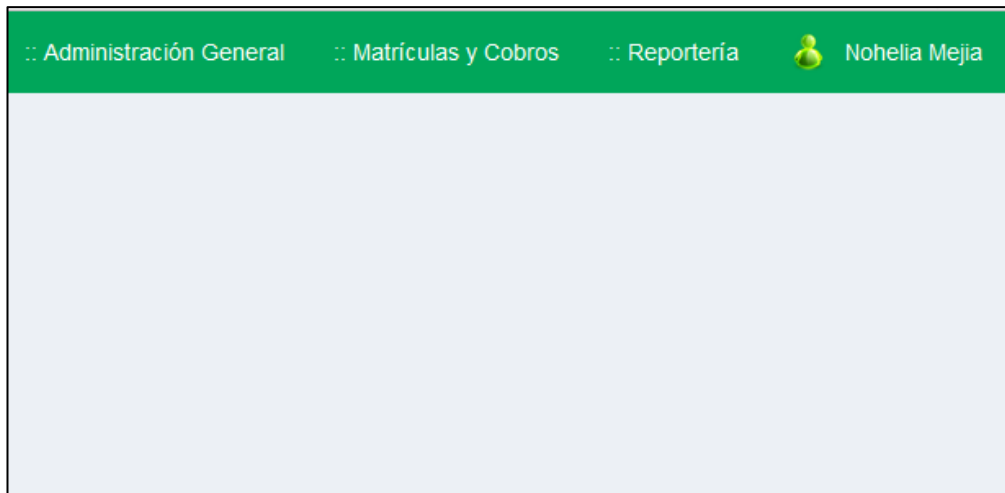 :: Administración General :: Matrículas y Cobros :: Reportería Nohelia Mejia